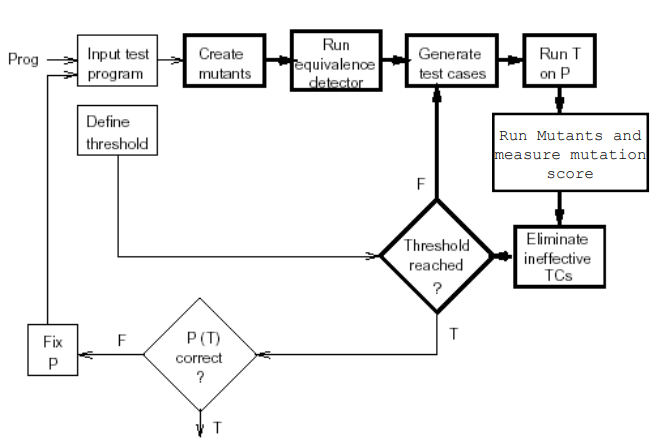 Prog
Input test
program
Create
mutants
Run
equivalence
detector
Generate
test cases
Run T
on P
Define
threshold
Run Mutants and
measure mutation
score
F
Threshold
reached
?
Eliminate
ineffective
TCs
T
Fix
P
F
P (T)
correct
?
T